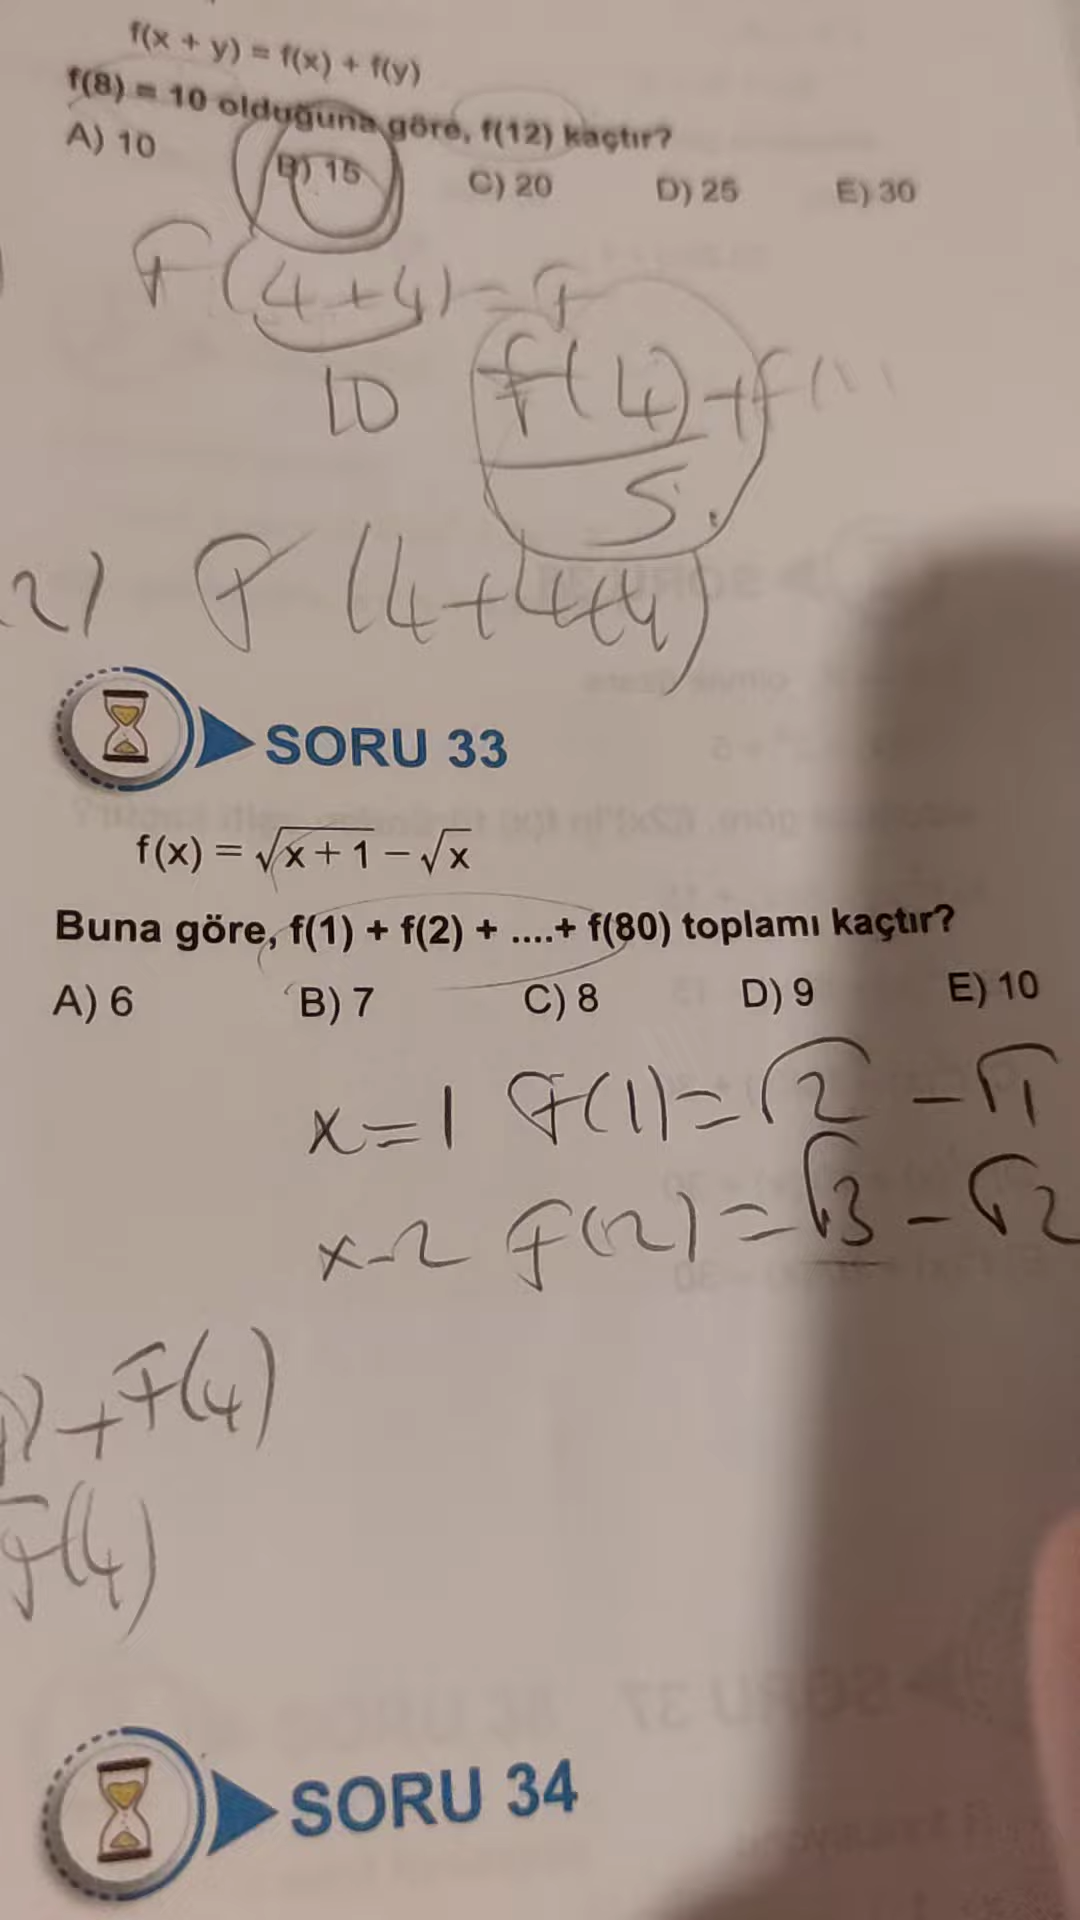 f(x + y) = f(x) + f(y)
f(8) = 10 olduğuna göre, f(12) kaçtır?
A) 10 B) 15 C) 20 D) 25 E) 30
F(4+4) = F
10 f(4) + f(
5
2) F (4+4+4)
SORU 33
f(x) = √x + 1 - √x
Buna göre, f(1) + f(2) + ....+ f(80) toplamı kaçtır?
A) 6 B) 7 C) 8 D) 9 E) 10
x=1 F(1)=√2 - √1
x-2 F(2)=√3 - √2
) + F(4)
F(4)
SORU 34